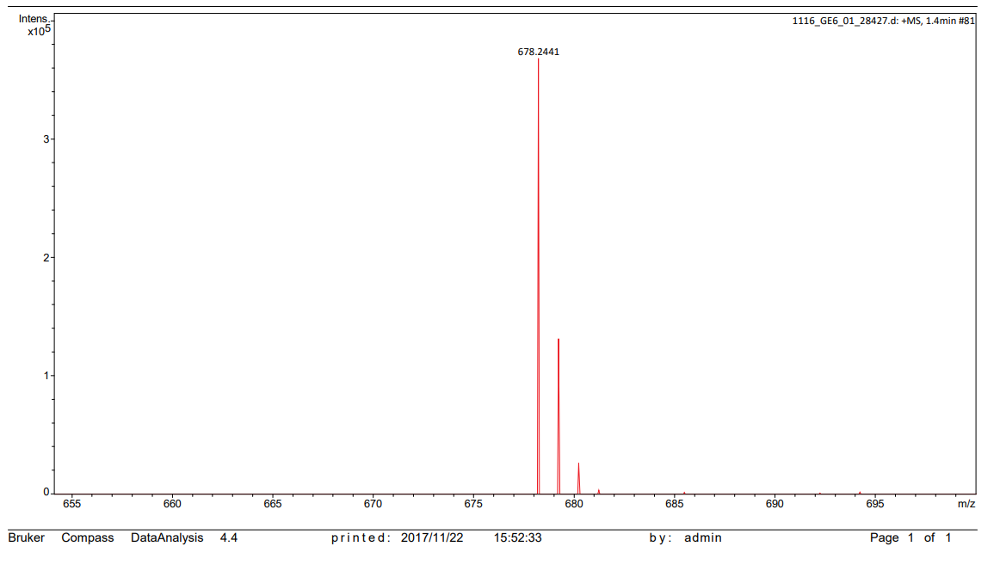 Intens.
x10⁵
1116_GE6_01_28427.d: +MS, 1.4min #81
678.2441
3
2
1
0
655 660 665 670 675 680 685 690 695 m/z
Bruker Compass DataAnalysis 4.4 printed: 2017/11/22 15:52:33 by: admin Page 1 of 1